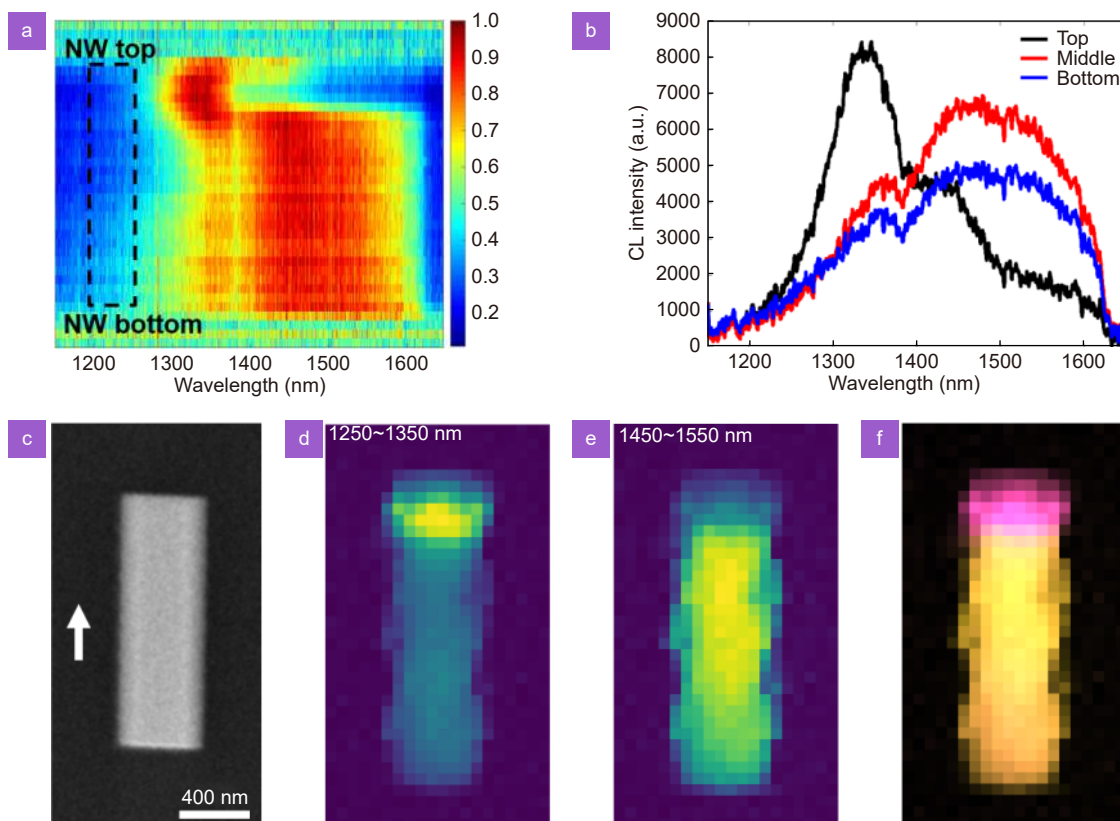 a
NW top
NW bottom
1.0
0.9
0.8
0.7
0.6
0.5
0.4
0.3
0.2
1200 1300 1400 1500 1600
Wavelength (nm)
b
9000
8000
7000
6000
5000
4000
3000
2000
1000
0
CL intensity (a.u.)
Top
Middle
Bottom
1200 1300 1400 1500 1600
Wavelength (nm)
c
400 nm
d
1250~1350 nm
e
1450~1550 nm
f